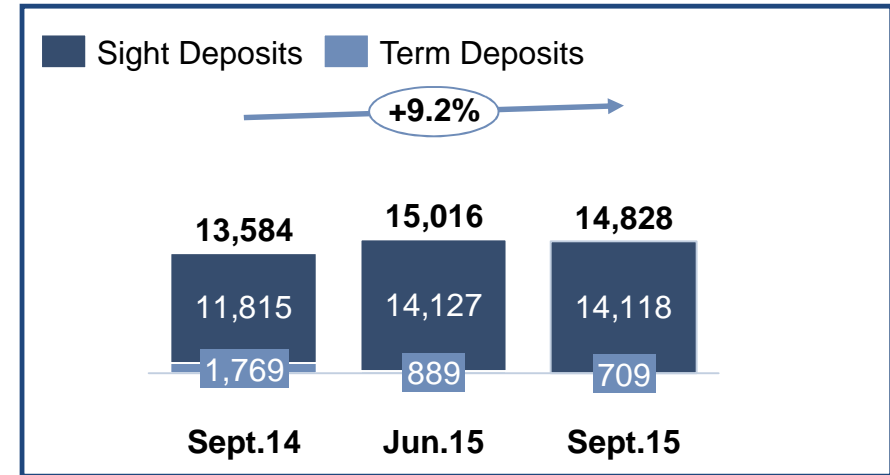 Sight Deposits Term Deposits
+9.2%
13,584 15,016 14,828
11,815 14,127 14,118
1,769 889 709
Sept.14 Jun.15 Sept.15